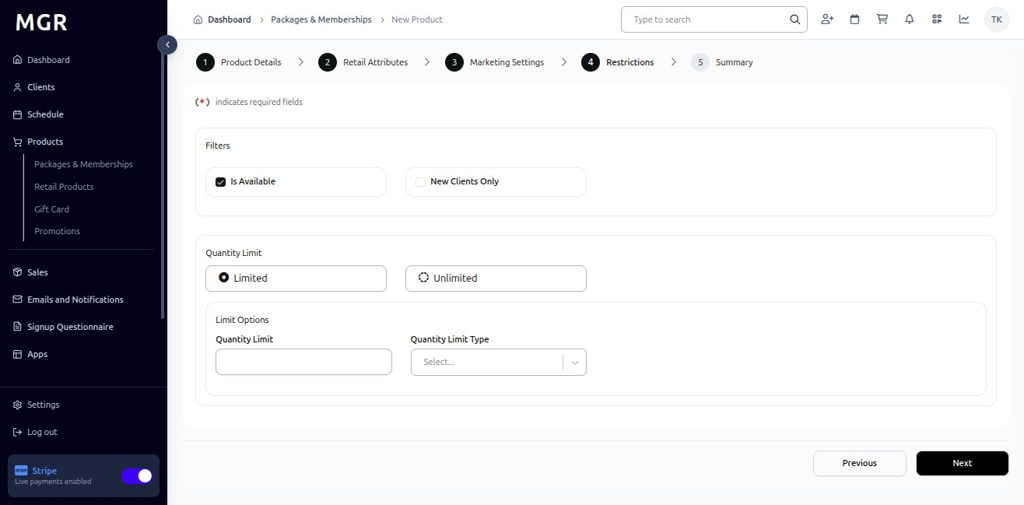 MGR
Dashboard
Packages & Memberships
New Product
Type to search
TK
Dashboard
Clients
Schedule
Products
Packages & Memberships
Retail Products
Gift Card
Promotions
Sales
Emails and Notifications
Signup Questionnaire
Apps
Settings
Log out
stripe
Stripe
Live payments enabled
1 Product Details
2 Retail Attributes
3 Marketing Settings
4 Restrictions
5 Summary
(*) indicates required fields
Filters
Is Available
New Clients Only
Quantity Limit
Limited
Unlimited
Limit Options
Quantity Limit
Quantity Limit Type
Select...
Previous
Next